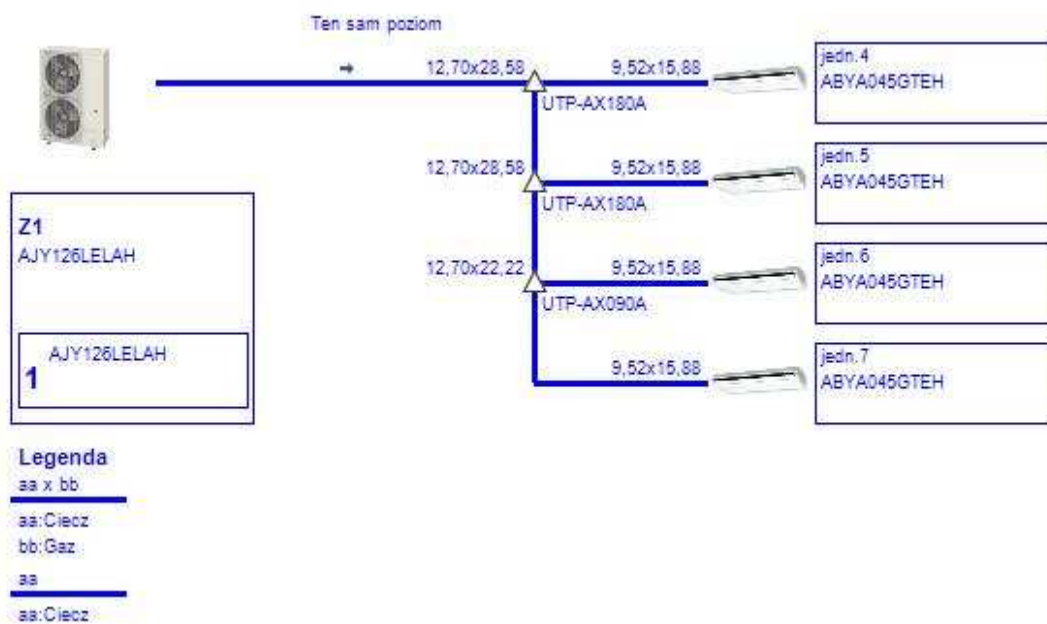 Ten sam poziom
12,70x28,58
9,52x15,88
jedn.4
ABYA045GTEH
UTP-AX180A
12,70x28,58
9,52x15,88
jedn.5
ABYA045GTEH
UTP-AX180A
12,70x22,22
9,52x15,88
jedn.6
ABYA045GTEH
UTP-AX090A
9,52x15,88
jedn.7
ABYA045GTEH
Z1
AJY126LELAH
AJY126LELAH
1
Legenda
aa x bb
aa:Ciecz
bb:Gaz
aa
aa:Ciecz